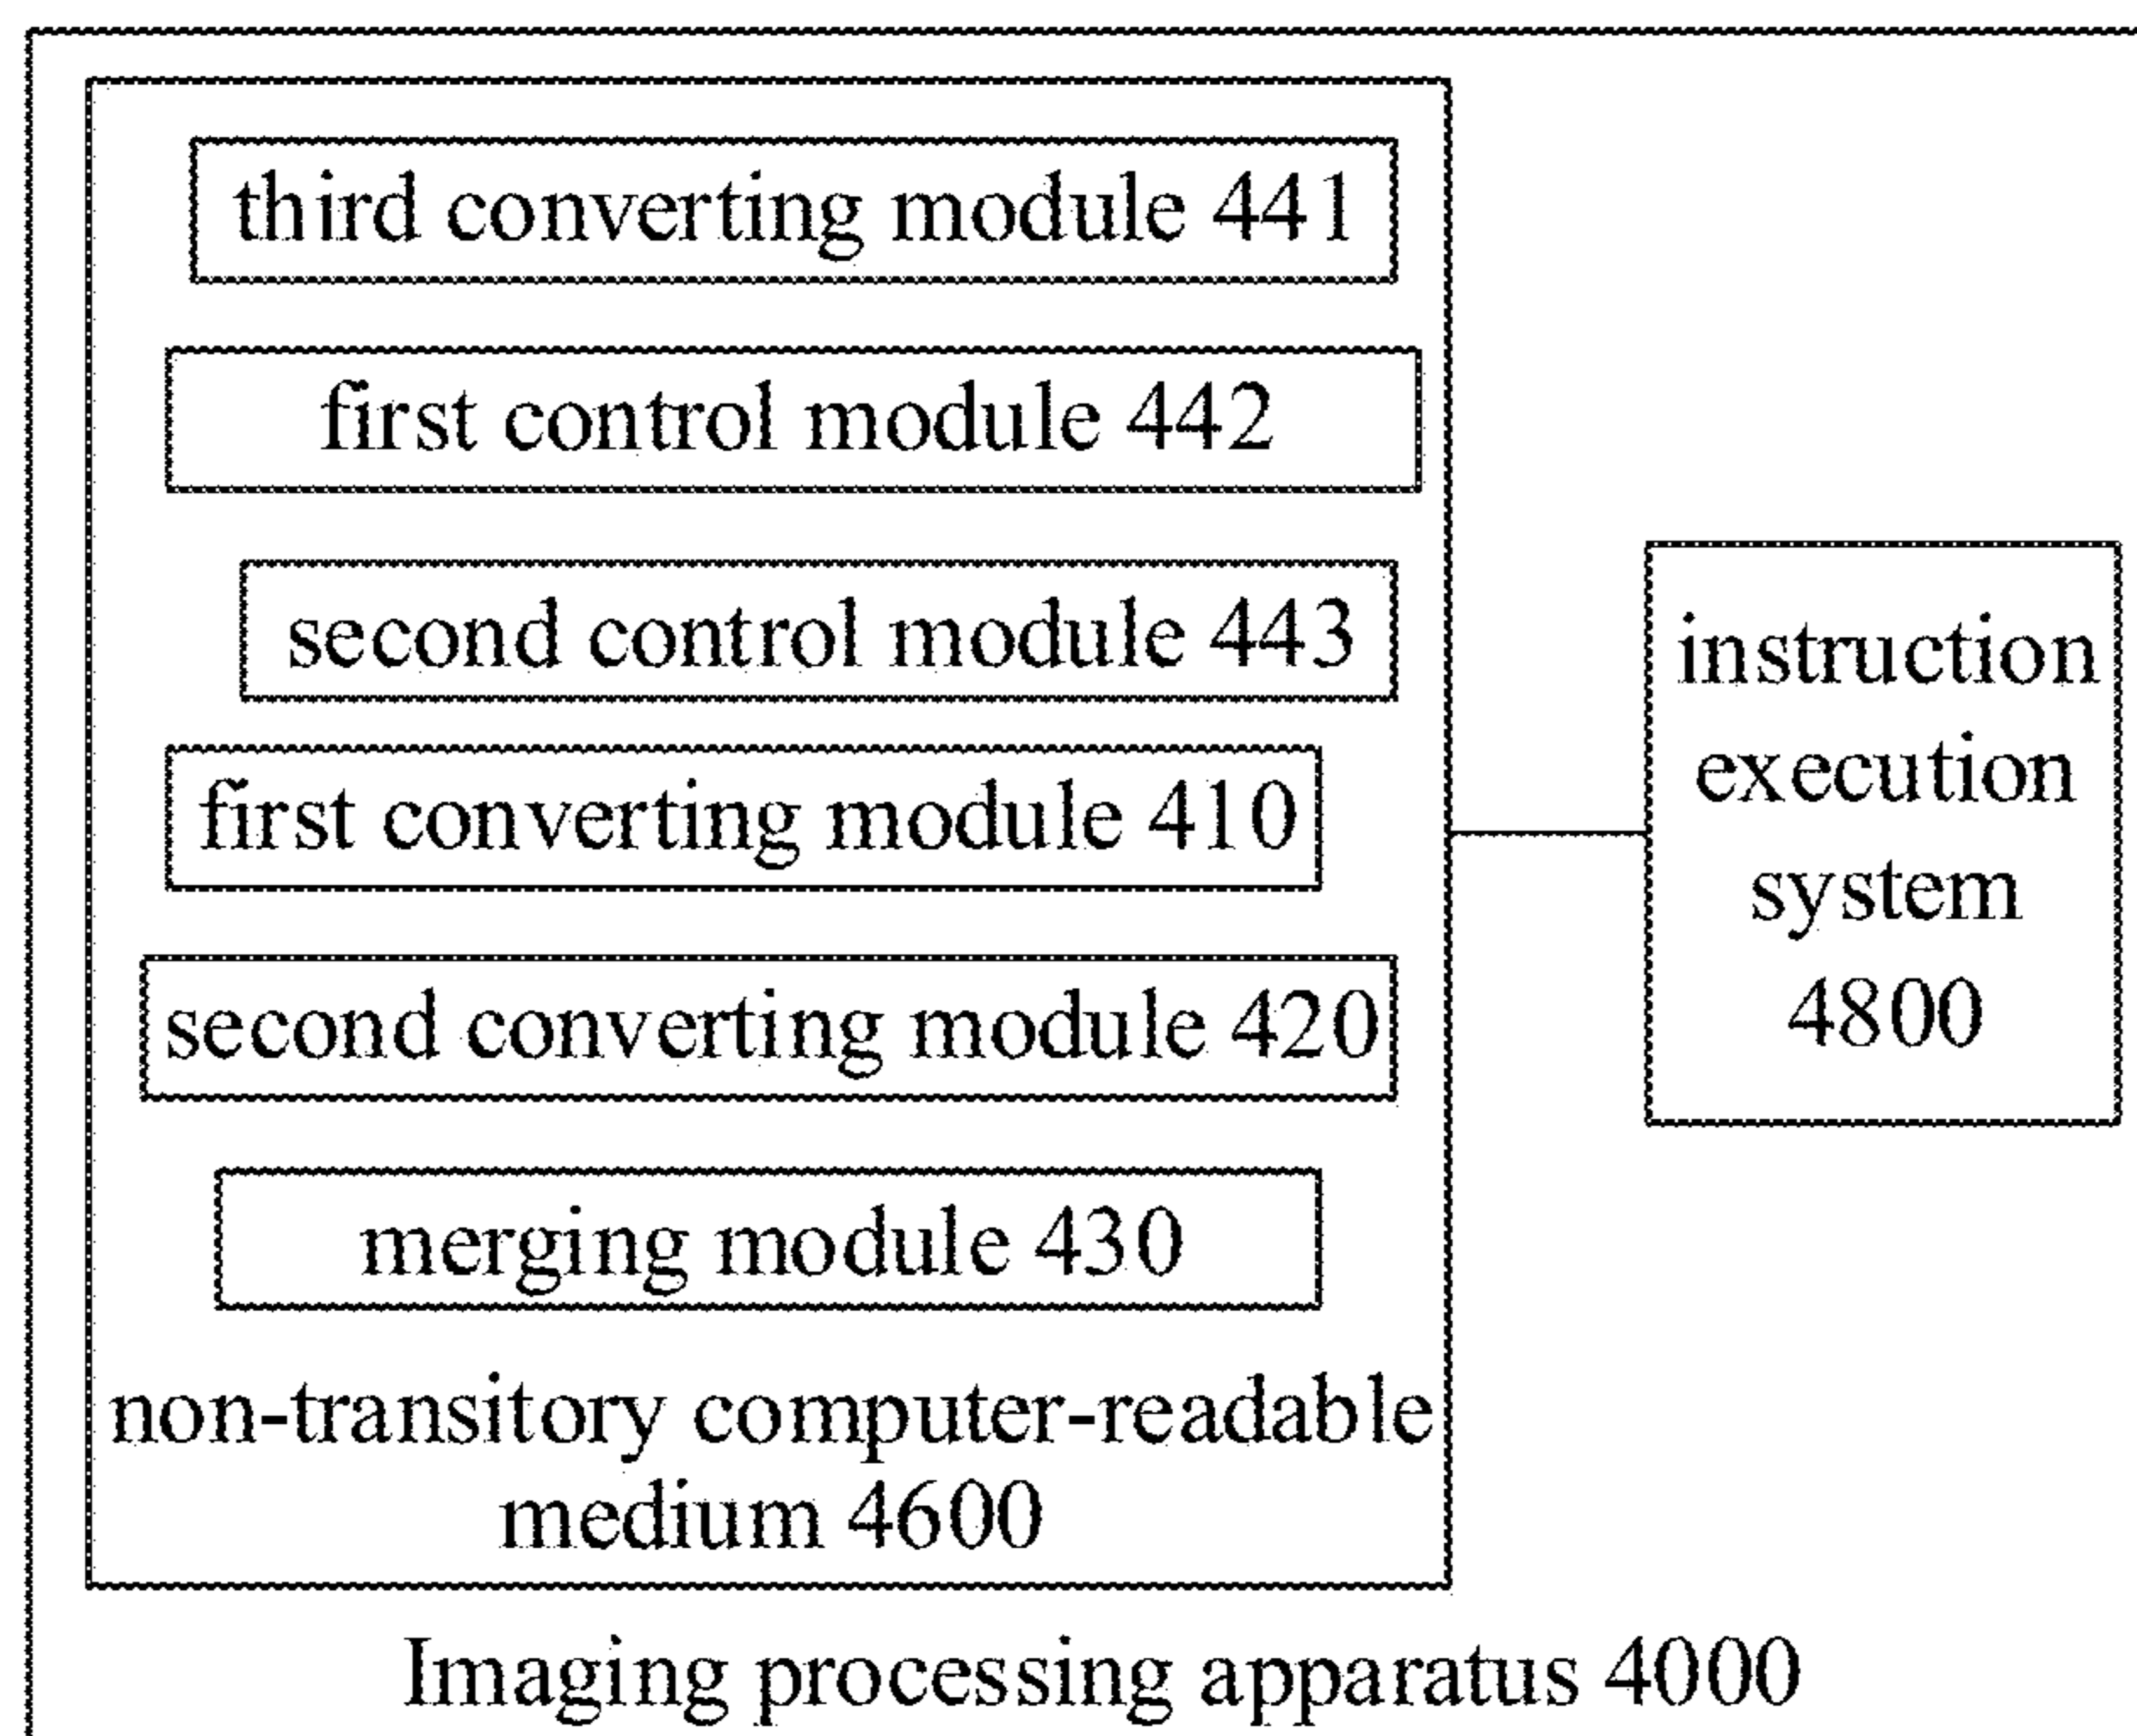 third converting module 441
first control module 442
second control module 443
first converting module 410
second converting module 420
merging module 430
non-transitory computer-readable
medium 4600
instruction
execution
system
4800
Imaging processing apparatus 4000